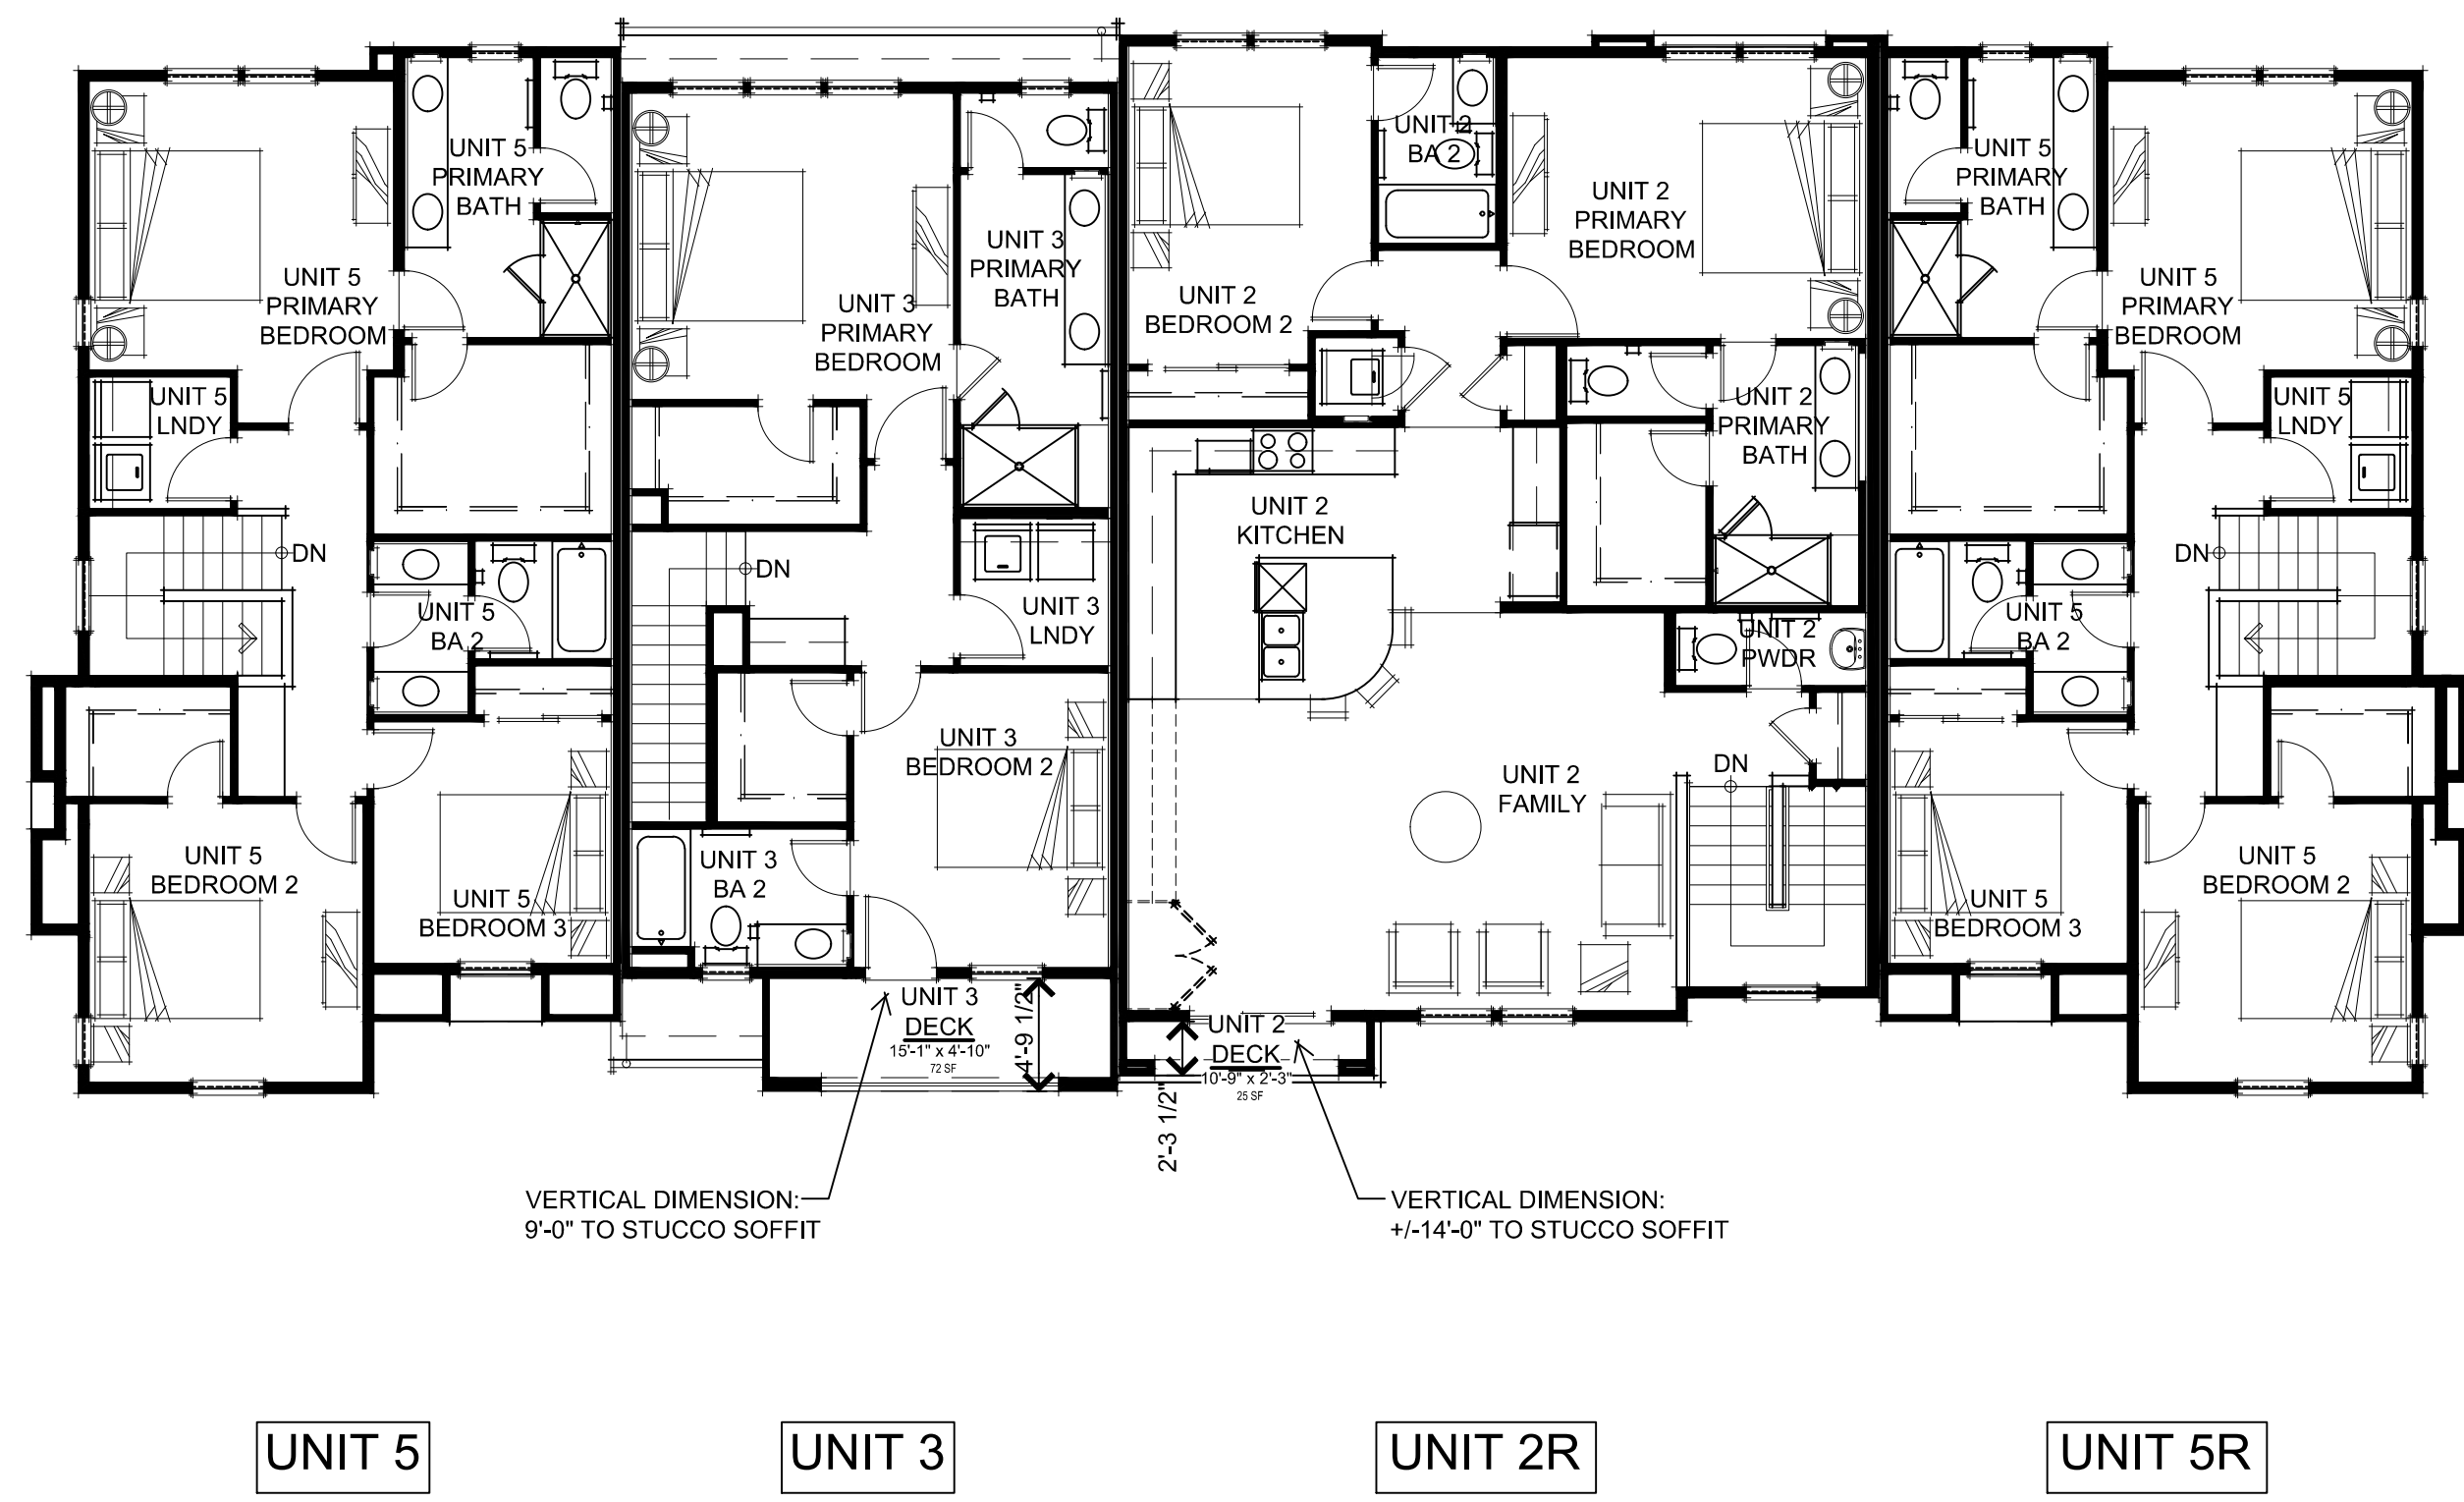 UNIT 5
PRIMARY
BATH
UNIT 5
PRIMARY
BEDROOM
UNIT 5
LNDY
DN
UNIT 5
BA 2
UNIT 5
BEDROOM 2
UNIT 5
BEDROOM 3
UNIT 3
PRIMARY
BATH
UNIT 3
PRIMARY
BEDROOM
DN
UNIT 3
LNDY
UNIT 3
BEDROOM 2
UNIT 3
BA 2
UNIT 3
DECK
15'-1" x 4'-10"
72 SF
4'-9 1/2"
VERTICAL DIMENSION:
9'-0" TO STUCCO SOFFIT
UNIT 2
BA 2
UNIT 2
PRIMARY
BEDROOM
UNIT 2
BEDROOM 2
UNIT 2
PRIMARY
BATH
UNIT 2
KITCHEN
UNIT 2
PWDR
UNIT 2
FAMILY
DN
UNIT 2
DECK
10'-9" x 2'-3"
25 SF
2'-3 1/2"
VERTICAL DIMENSION:
+/-14'-0" TO STUCCO SOFFIT
UNIT 5
PRIMARY
BATH
UNIT 5
PRIMARY
BEDROOM
UNIT 5
LNDY
DN
UNIT 5
BA 2
UNIT 5
BEDROOM 2
UNIT 5
BEDROOM 3
UNIT 5
UNIT 3
UNIT 2R
UNIT 5R